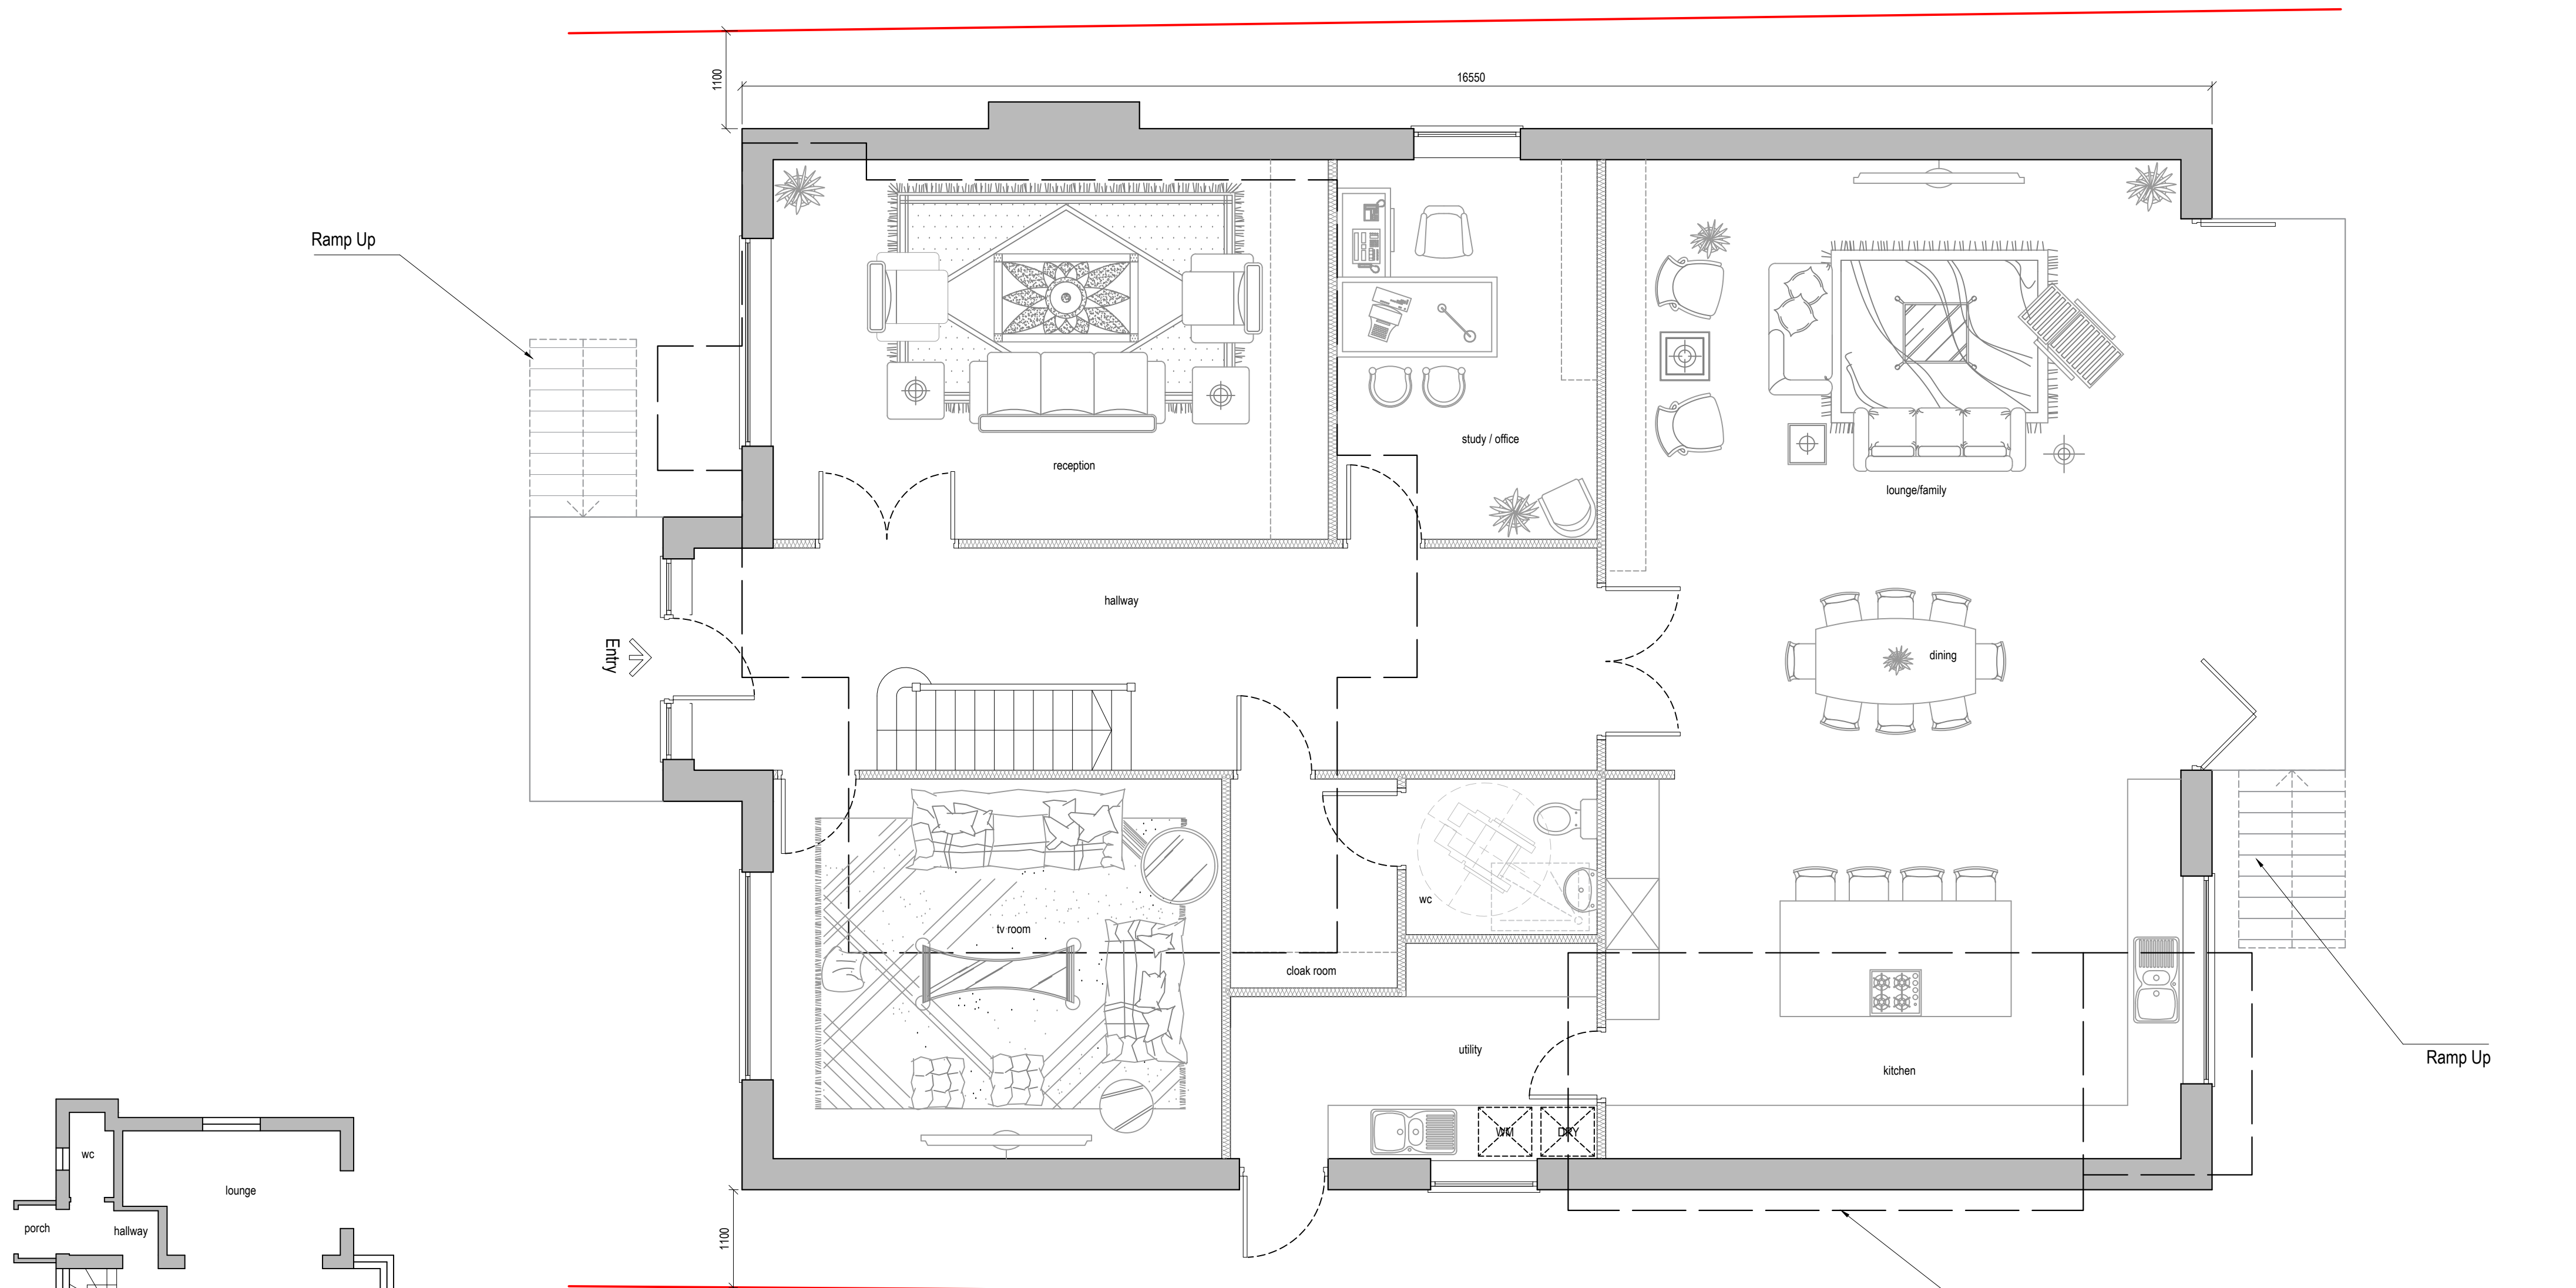 16550
1100
Ramp Up
study / office
reception
lounge/family
hallway
Entry
dining
wc
tv room
cloak room
utility
kitchen
Ramp Up
WM
DRY
wc
lounge
porch
hallway
1100